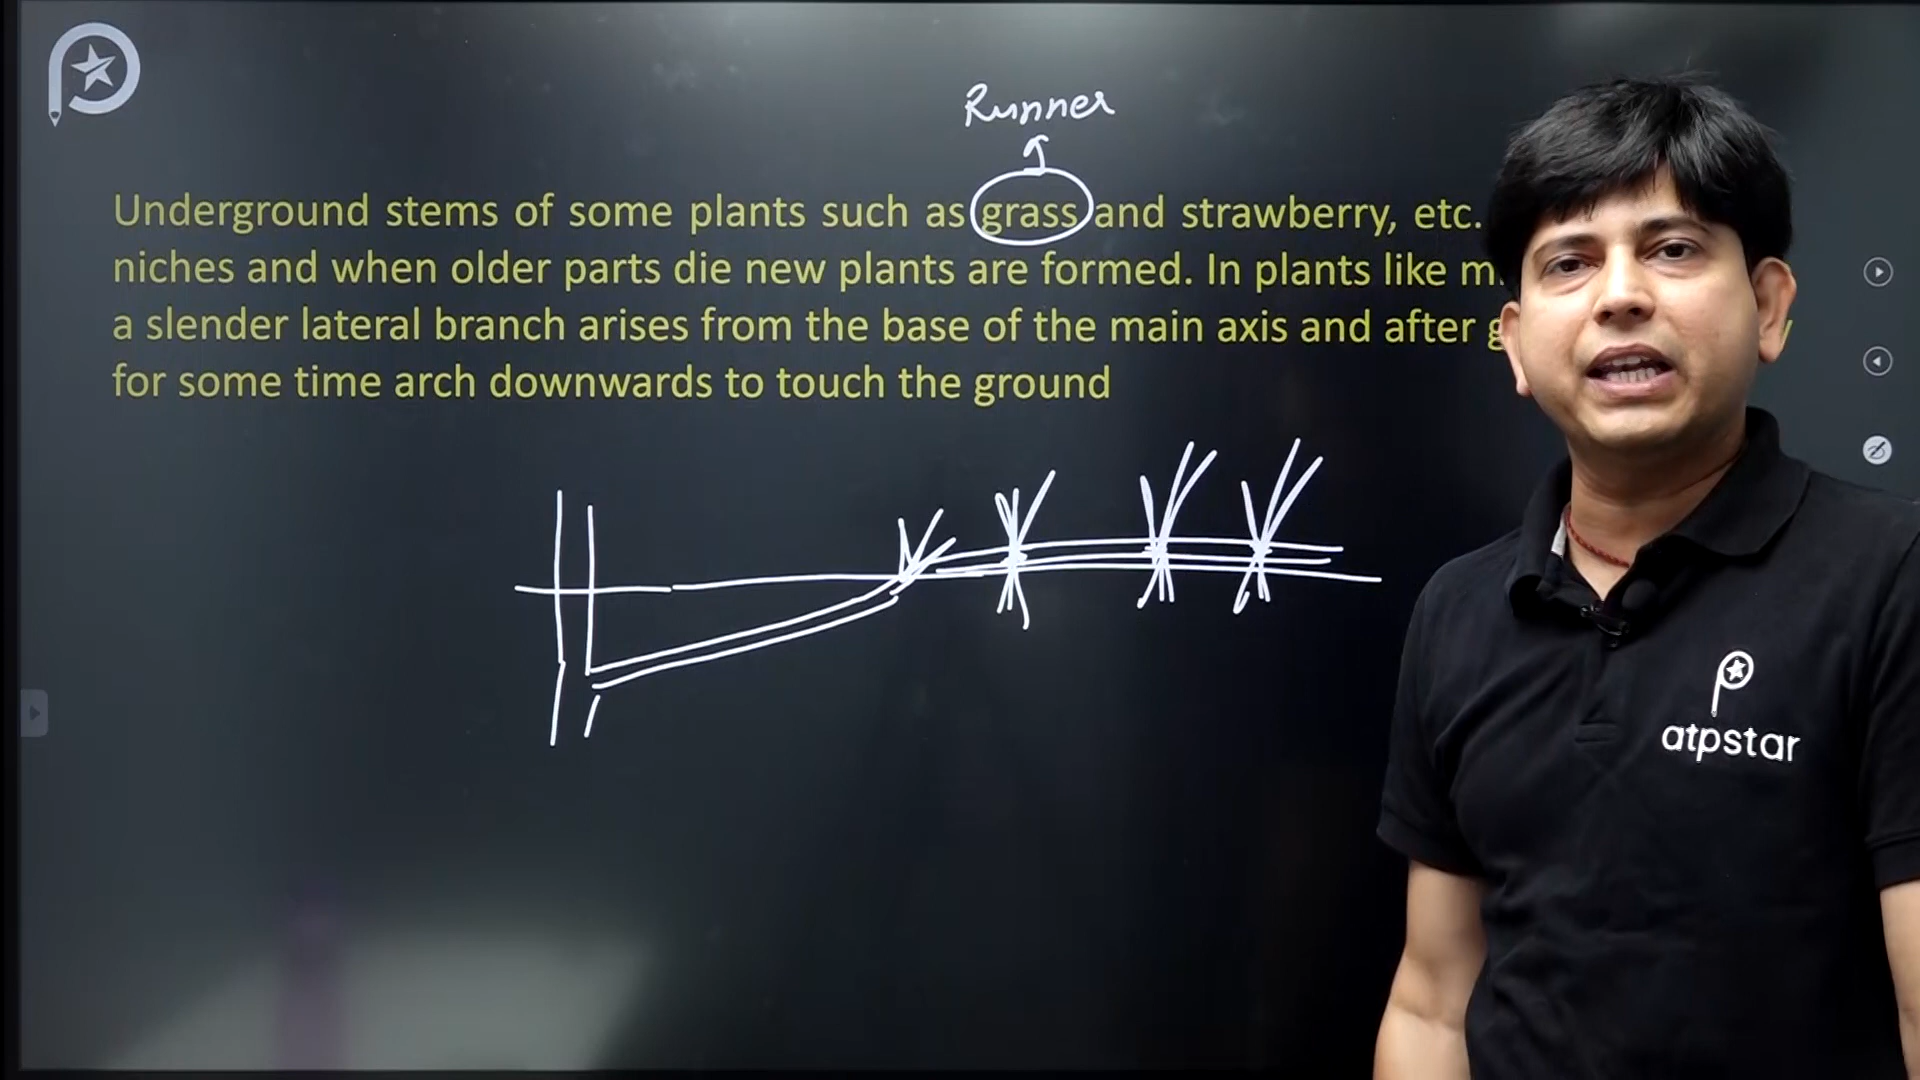 Runner
Underground stems of some plants such as grass and strawberry, etc.
niches and when older parts die new plants are formed. In plants like
a slender lateral branch arises from the base of the main axis and after
for some time arch downwards to touch the ground
atpstar